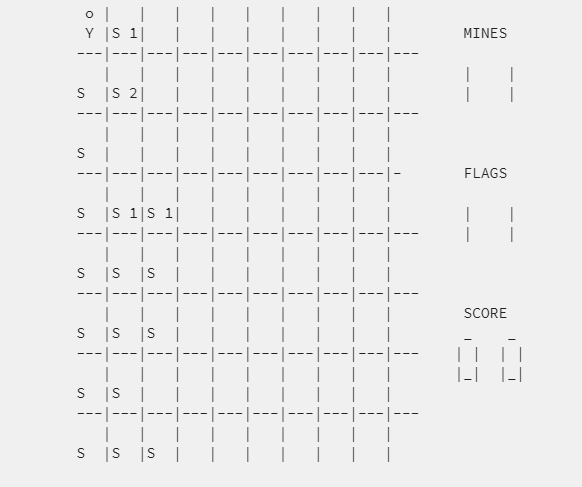 o |   |   |   |   |   |   |   |   |
Y |S 1|   |   |   |   |   |   |   | MINES
---|---|---|---|---|---|---|---|---|---
|   |   |   |   |   |   |   |   | |    |
S |S 2|   |   |   |   |   |   |   | |    |
---|---|---|---|---|---|---|---|---|---
|   |   |   |   |   |   |   |   |
S |   |   |   |   |   |   |   |   |
---|---|---|---|---|---|---|---|---|- FLAGS
|   |   |   |   |   |   |   |   |
S |S 1|S 1|   |   |   |   |   |   | |    |
---|---|---|---|---|---|---|---|---|--- |    |
|   |   |   |   |   |   |   |   |
S |S  |S  |   |   |   |   |   |   |
---|---|---|---|---|---|---|---|---|---
|   |   |   |   |   |   |   |   | SCORE
S |S  |S  |   |   |   |   |   |   | _    _
---|---|---|---|---|---|---|---|---|--- | |  | |
|   |   |   |   |   |   |   |   | |_|  |_|
S |S  |   |   |   |   |   |   |   |
---|---|---|---|---|---|---|---|---|---
|   |   |   |   |   |   |   |   |
S |S  |S  |   |   |   |   |   |   |